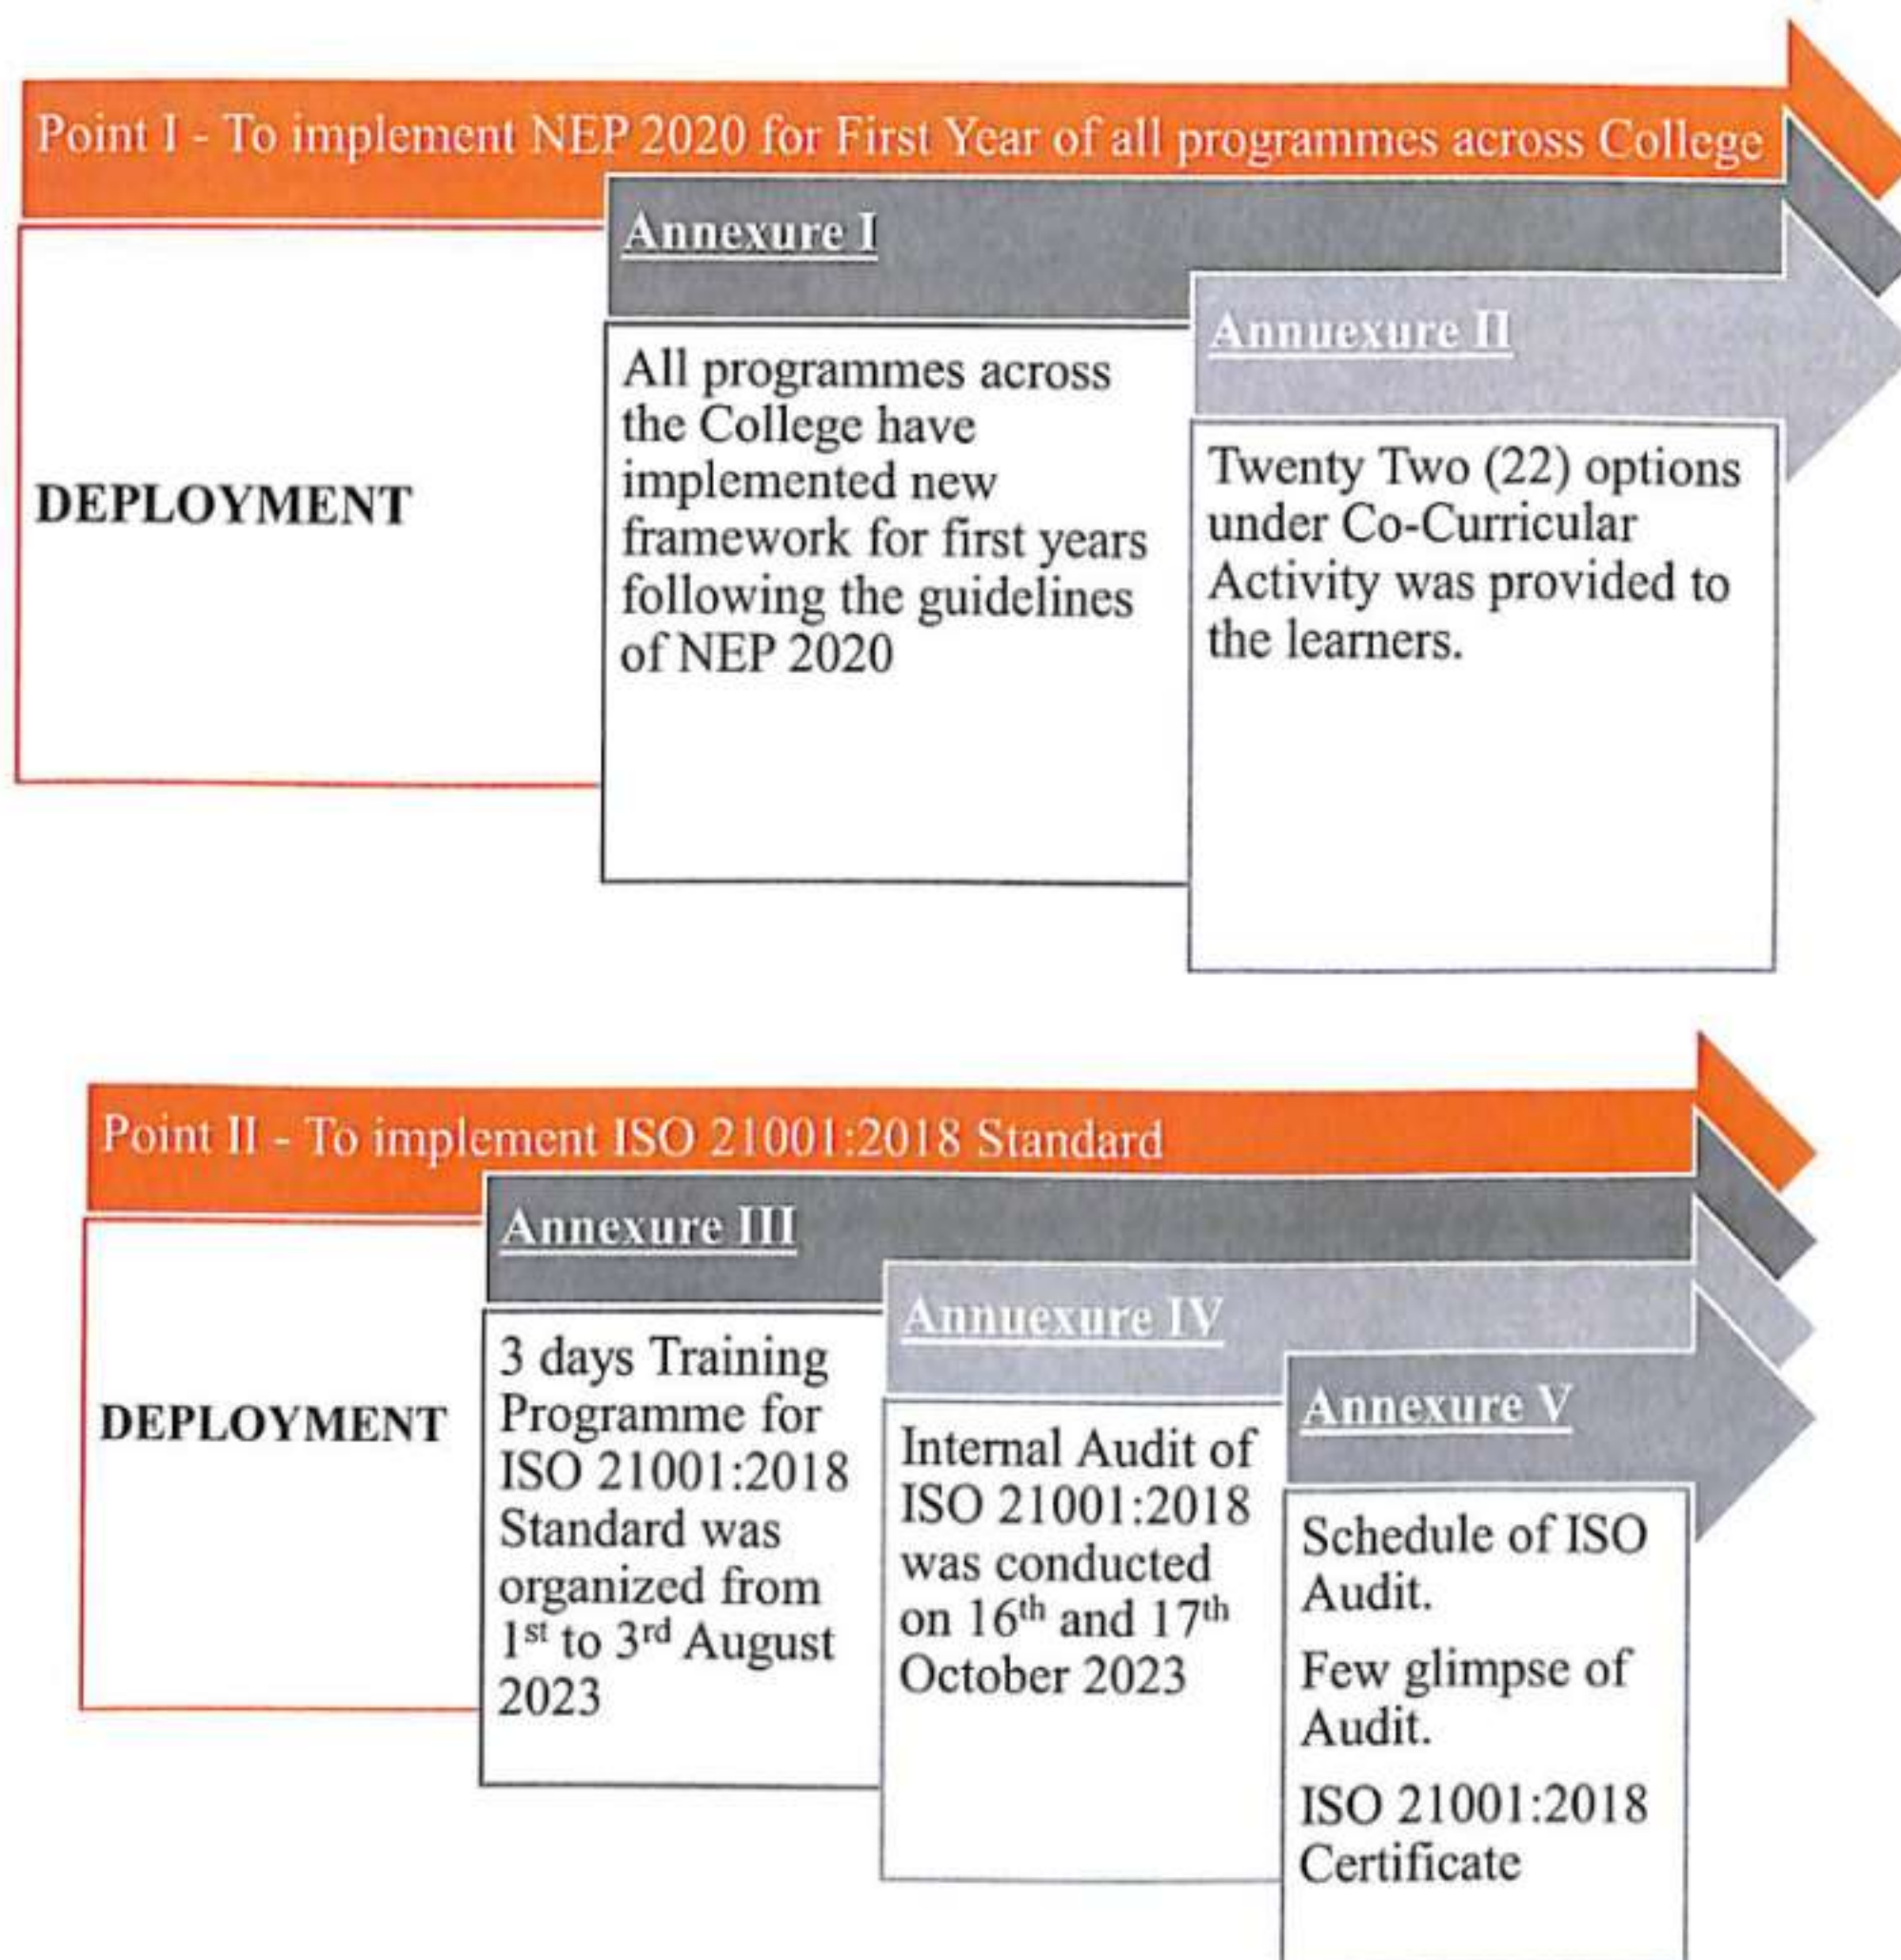 Point I - To implement NEP 2020 for First Year of all programmes across College
DEPLOYMENT
Annexure I
All programmes across
the College have
implemented new
framework for first years
following the guidelines
of NEP 2020
Annuexure II
Twenty Two (22) options
under Co-Curricular
Activity was provided to
the learners.
Point II - To implement ISO 21001:2018 Standard
DEPLOYMENT
Annexure III
3 days Training
Programme for
ISO 21001:2018
Standard was
organized from
1st to 3rd August
2023
Annuexure IV
Internal Audit of
ISO 21001:2018
was conducted
on 16th and 17th
October 2023
Annexure V
Schedule of ISO
Audit.
Few glimpse of
Audit.
ISO 21001:2018
Certificate